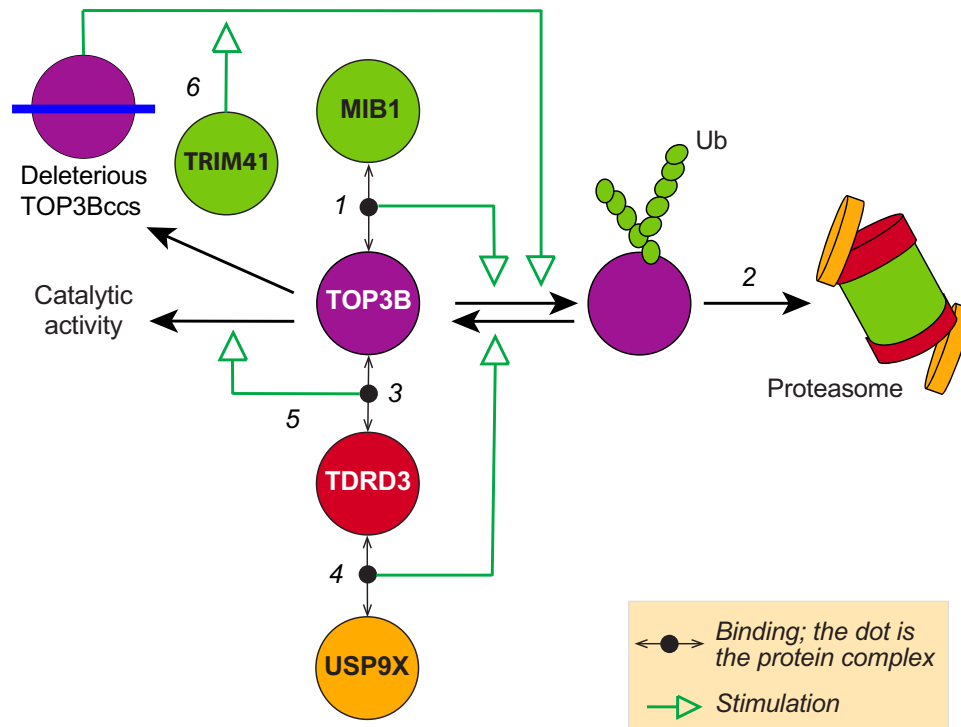 6
MIB1
TRIM41
Deleterious
TOP3Bccs
Ub
1
Catalytic
activity
TOP3B
2
Proteasome
3
5
TDRD3
4
USP9X
Binding; the dot is
the protein complex
Stimulation